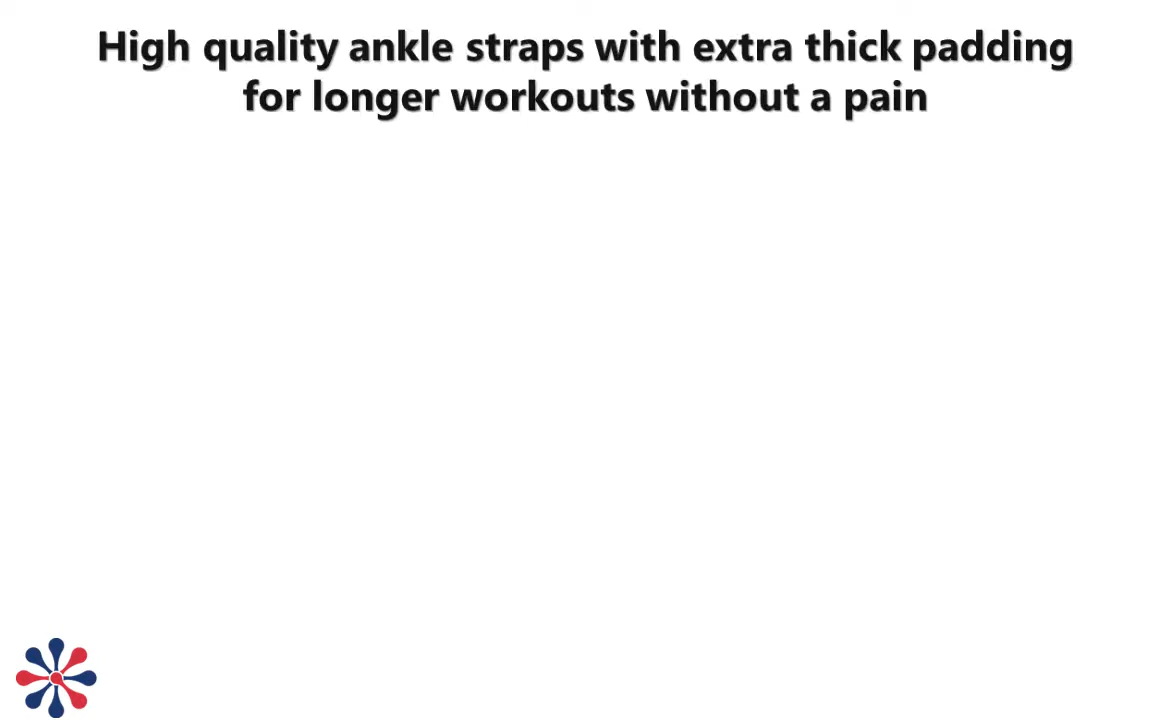 High quality ankle straps with extra thick padding
for longer workouts without a pain